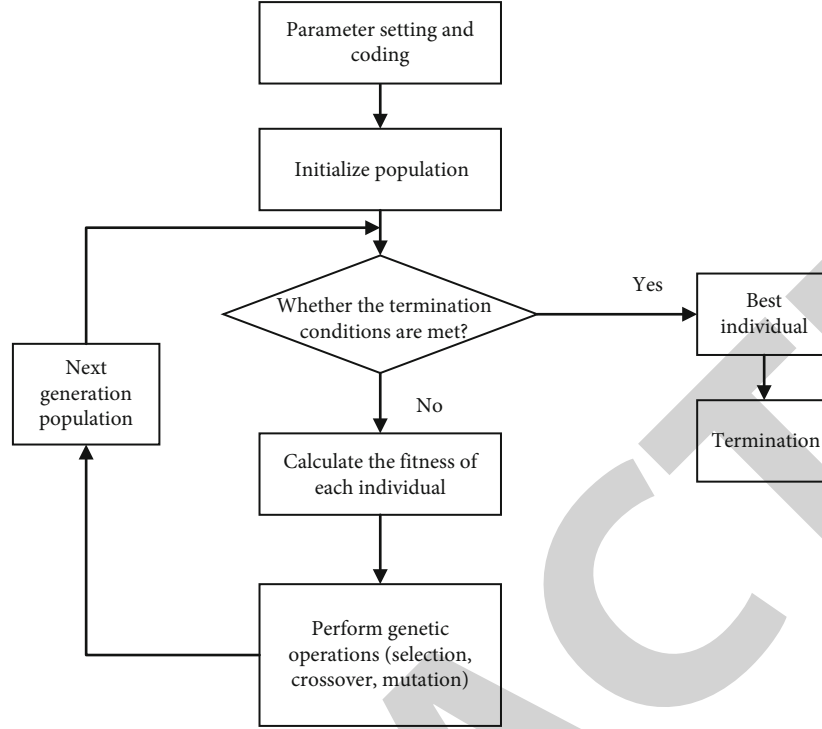 Parameter setting and
coding
Initialize population
Whether the termination
conditions are met?
Yes
Best
individual
Next
generation
population
No
Termination
Calculate the fitness of
each individual
Perform genetic
operations (selection,
crossover, mutation)
ACT